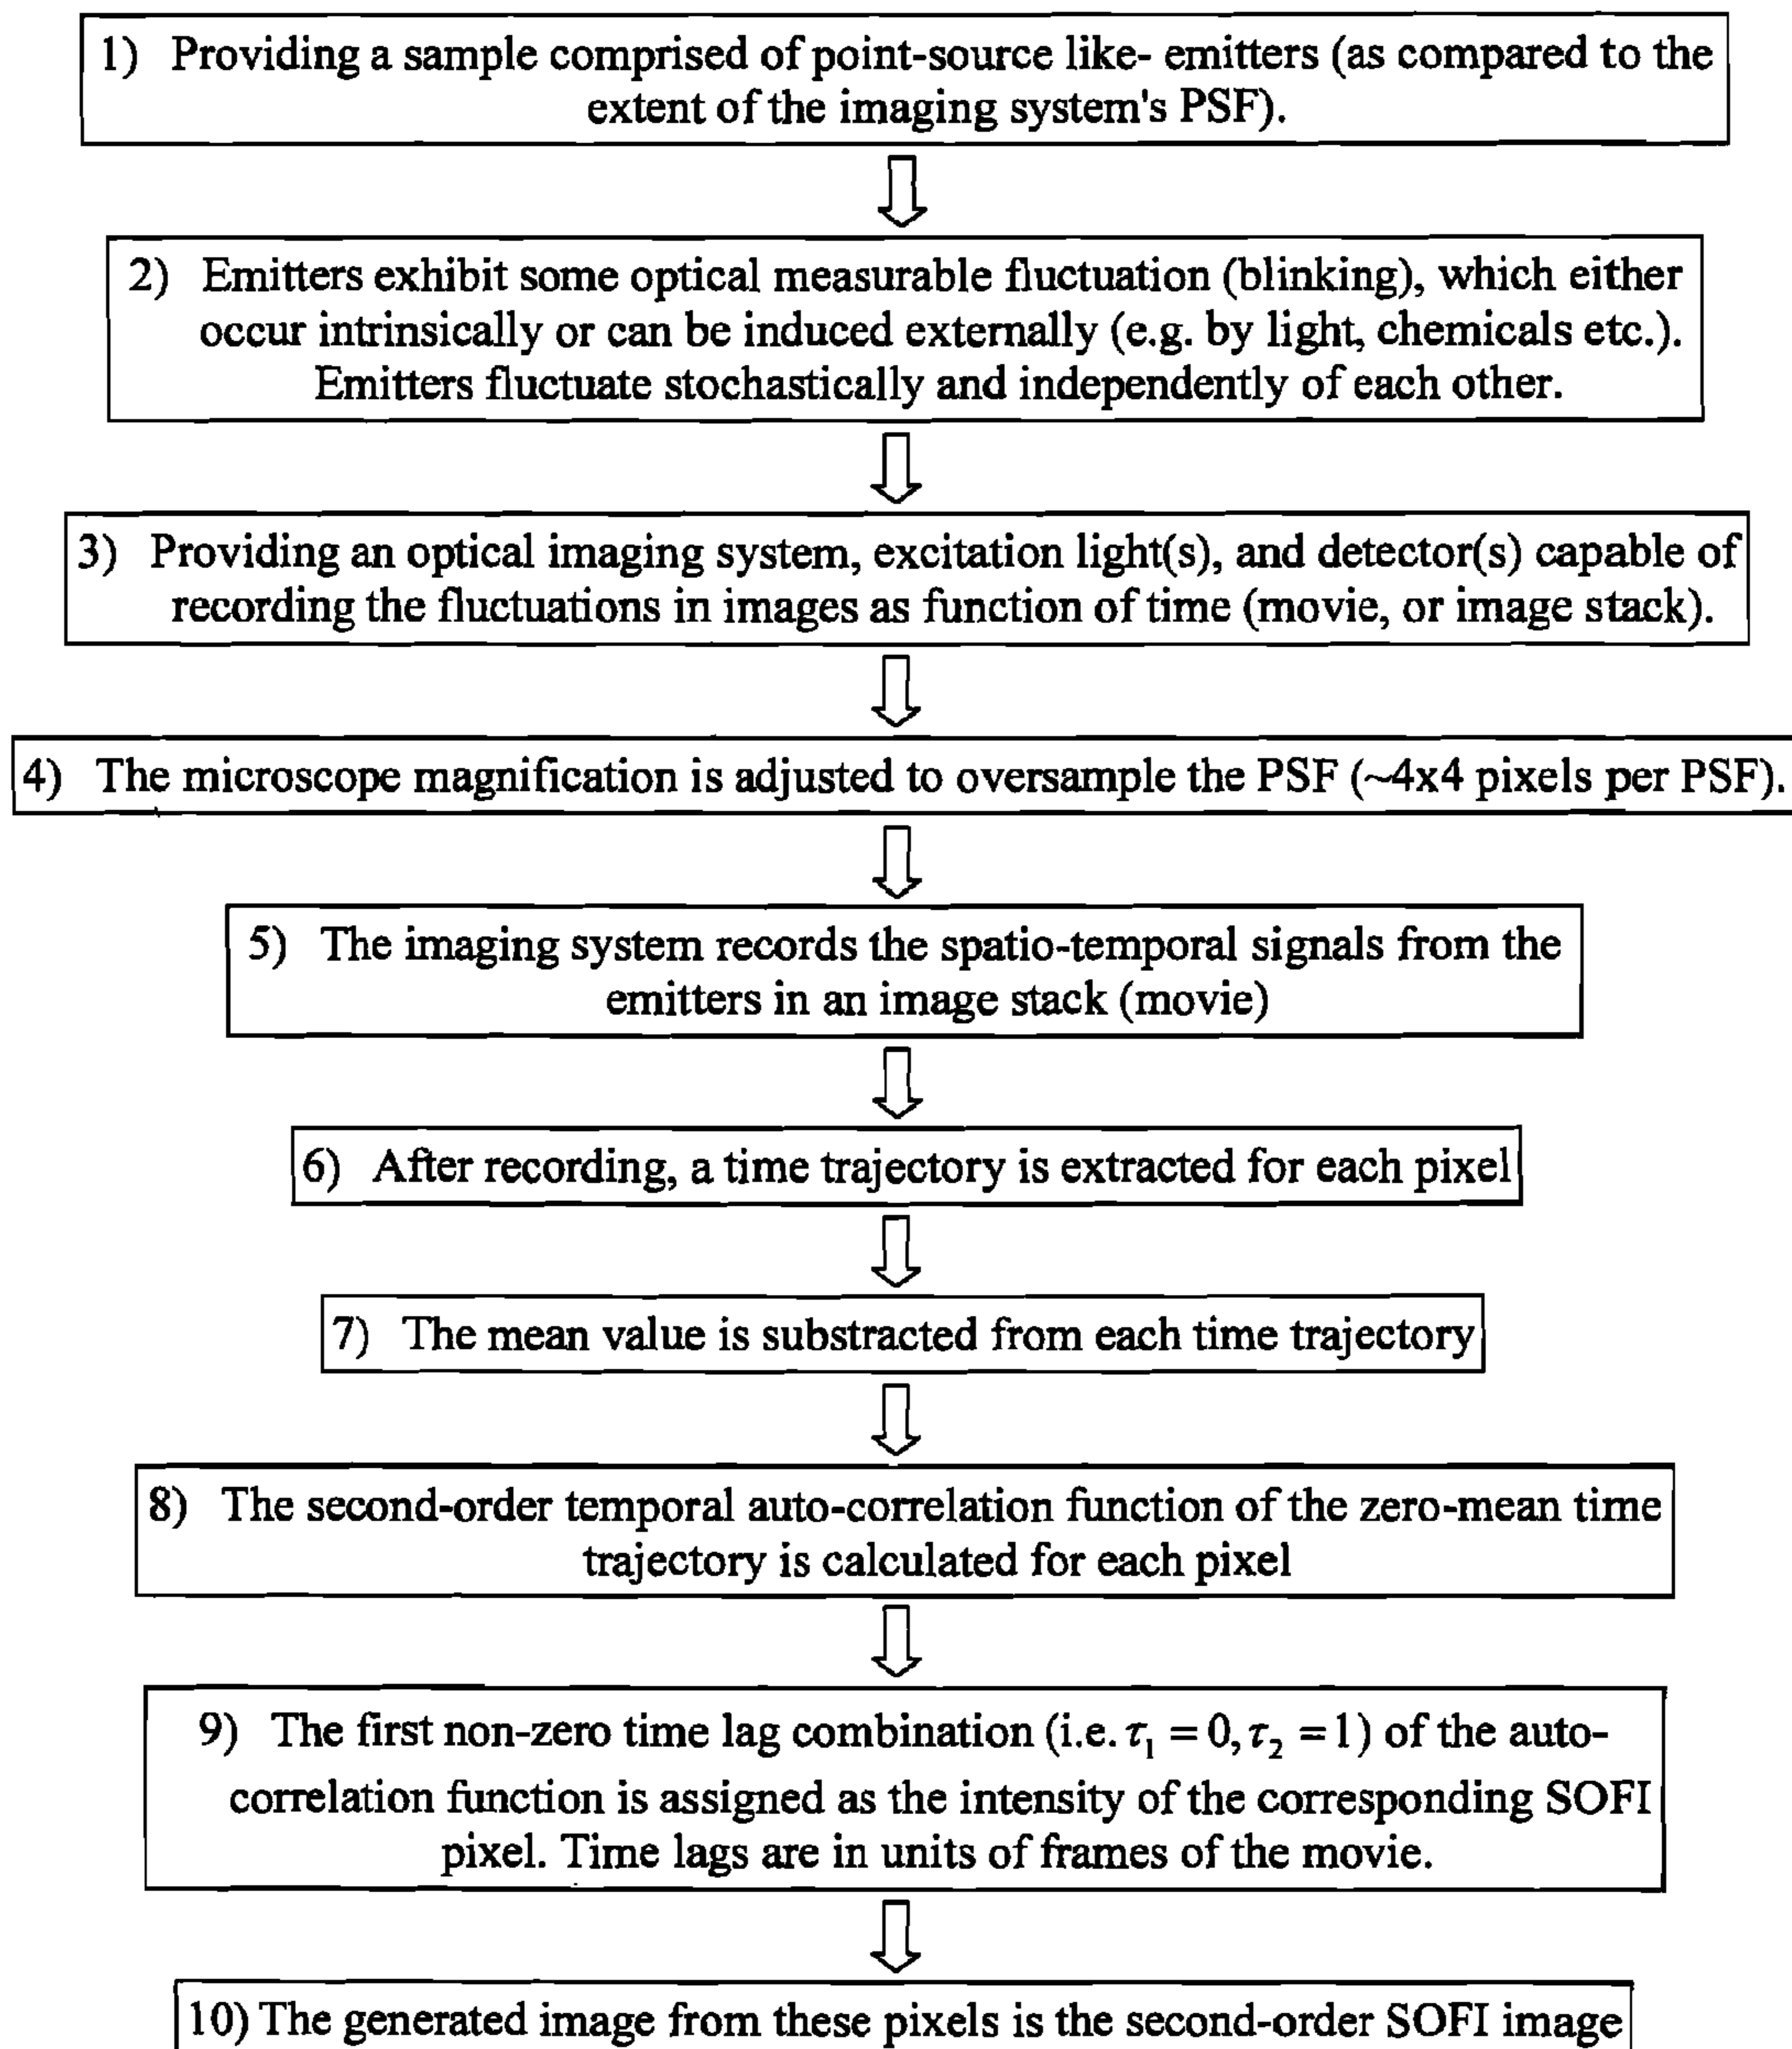 1) Providing a sample comprised of point-source like- emitters (as compared to the
extent of the imaging system's PSF).
2) Emitters exhibit some optical measurable fluctuation (blinking), which either
occur intrinsically or can be induced externally (e.g. by light, chemicals etc.).
Emitters fluctuate stochastically and independently of each other.
3) Providing an optical imaging system, excitation light(s), and detector(s) capable of
recording the fluctuations in images as function of time (movie, or image stack).
4) The microscope magnification is adjusted to oversample the PSF (~4x4 pixels per PSF).
5) The imaging system records the spatio-temporal signals from the
emitters in an image stack (movie)
6) After recording, a time trajectory is extracted for each pixel
7) The mean value is substracted from each time trajectory
8) The second-order temporal auto-correlation function of the zero-mean time
trajectory is calculated for each pixel
9) The first non-zero time lag combination (i.e. τ₁ = 0, τ₂ = 1) of the auto-
correlation function is assigned as the intensity of the corresponding SOFI
pixel. Time lags are in units of frames of the movie.
10) The generated image from these pixels is the second-order SOFI image